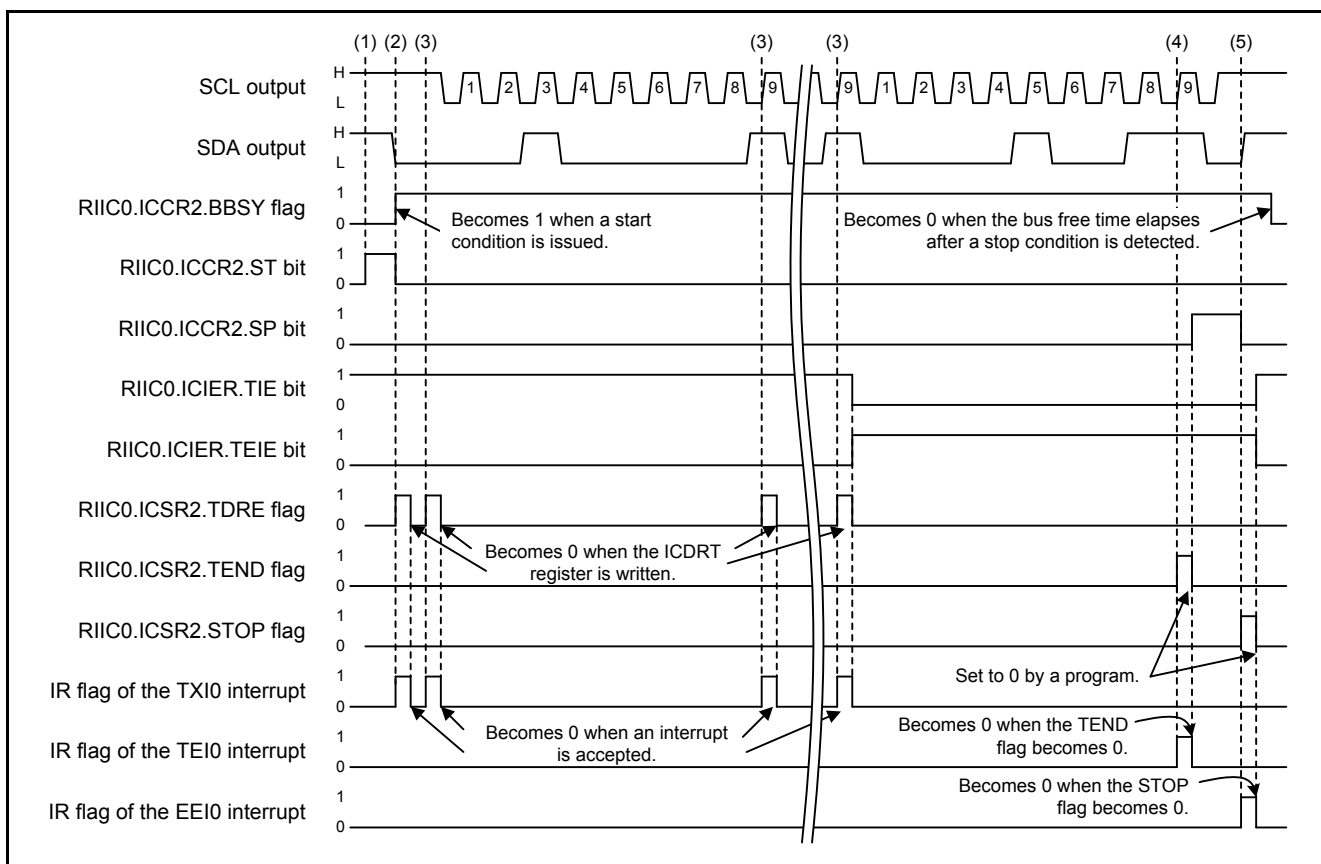 (1) (2) (3) (3) (3) (4) (5)
SCL output H L 1 2 3 4 5 6 7 8 9 9 1 2 3 4 5 6 7 8 9
SDA output H L
RIIC0.ICCR2.BBSY flag 1 0
Becomes 1 when a start
condition is issued.
Becomes 0 when the bus free time elapses
after a stop condition is detected.
RIIC0.ICCR2.ST bit 1 0
RIIC0.ICCR2.SP bit 1 0
RIIC0.ICIER.TIE bit 1 0
RIIC0.ICIER.TEIE bit 1 0
RIIC0.ICSR2.TDRE flag 1 0
Becomes 0 when the ICDRT
register is written.
RIIC0.ICSR2.TEND flag 1 0
RIIC0.ICSR2.STOP flag 1 0
Set to 0 by a program.
IR flag of the TXI0 interrupt 1 0
Becomes 0 when an interrupt
is accepted.
Becomes 0 when the TEND
flag becomes 0.
IR flag of the TEI0 interrupt 1 0
Becomes 0 when the STOP
flag becomes 0.
IR flag of the EEI0 interrupt 1 0